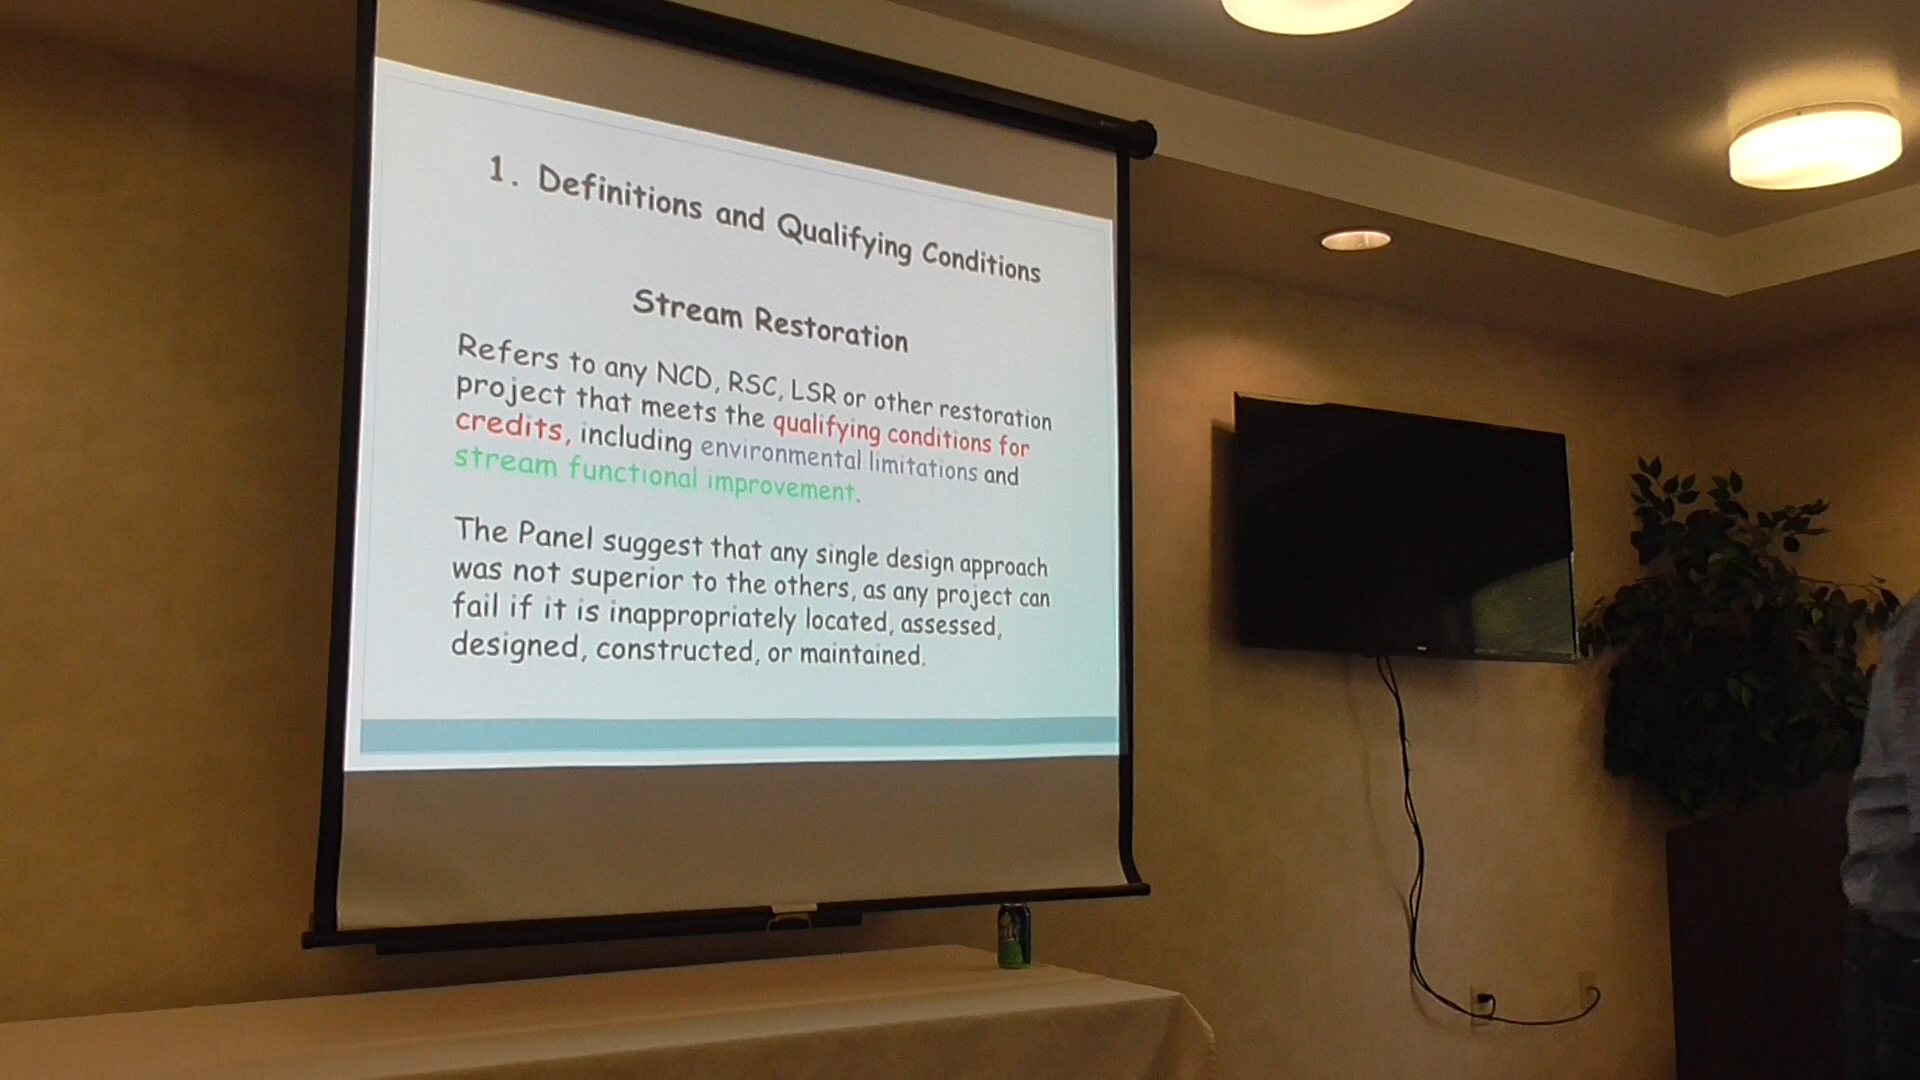 1. Definitions and Qualifying Conditions
Stream Restoration
Refers to any NCD, RSC, LSR or other restoration
project that meets the qualifying conditions for
credits, including environmental limitations and
stream functional improvement.
The Panel suggest that any single design approach
was not superior to the others, as any project can
fail if it is inappropriately located, assessed,
designed, constructed, or maintained.